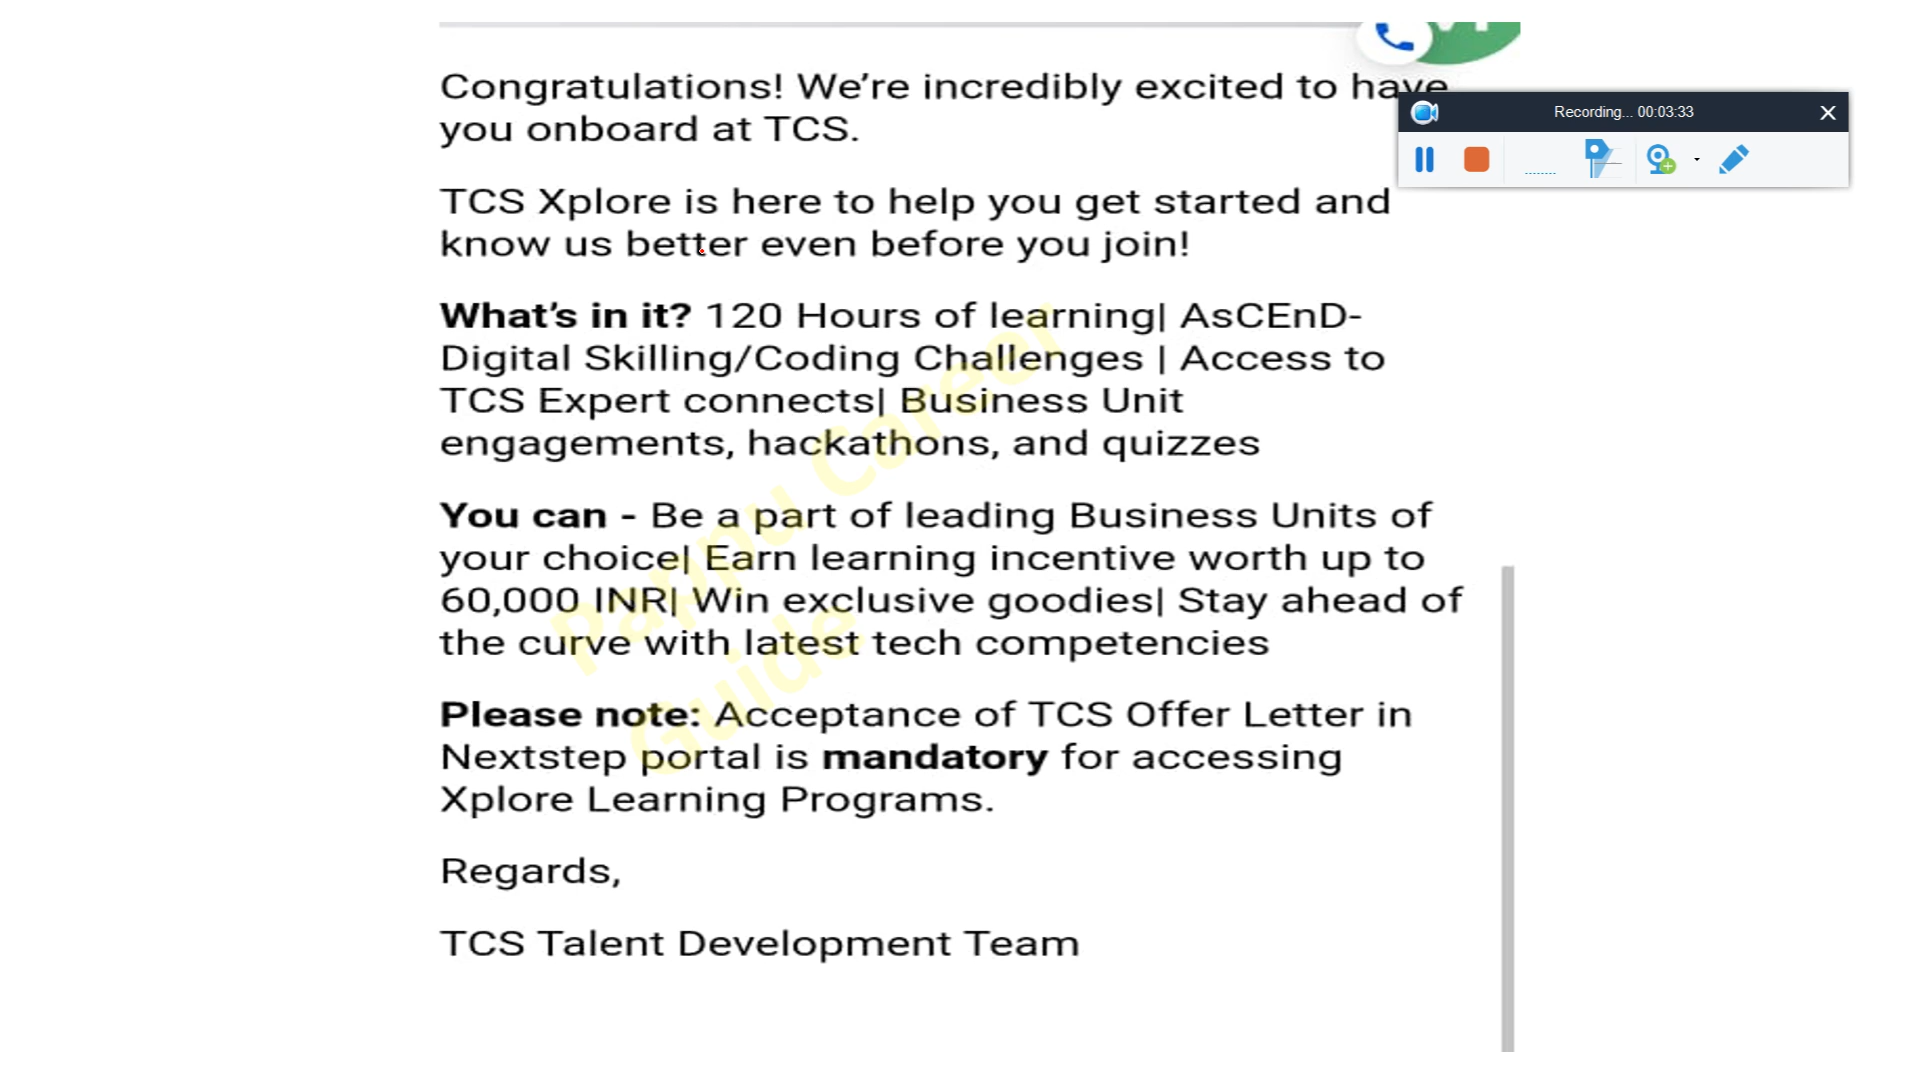 Congratulations! We’re incredibly excited to have
you onboard at TCS.
Recording... 00:03:33
TCS Xplore is here to help you get started and
know us better even before you join!
What’s in it? 120 Hours of learning| AsCEnD-
Digital Skilling/Coding Challenges | Access to
TCS Expert connects| Business Unit
engagements, hackathons, and quizzes
You can - Be a part of leading Business Units of
your choice| Earn learning incentive worth up to
60,000 INR| Win exclusive goodies| Stay ahead of
the curve with latest tech competencies
Please note: Acceptance of TCS Offer Letter in
Nextstep portal is mandatory for accessing
Xplore Learning Programs.
Regards,
TCS Talent Development Team
Pappu Career
Guide